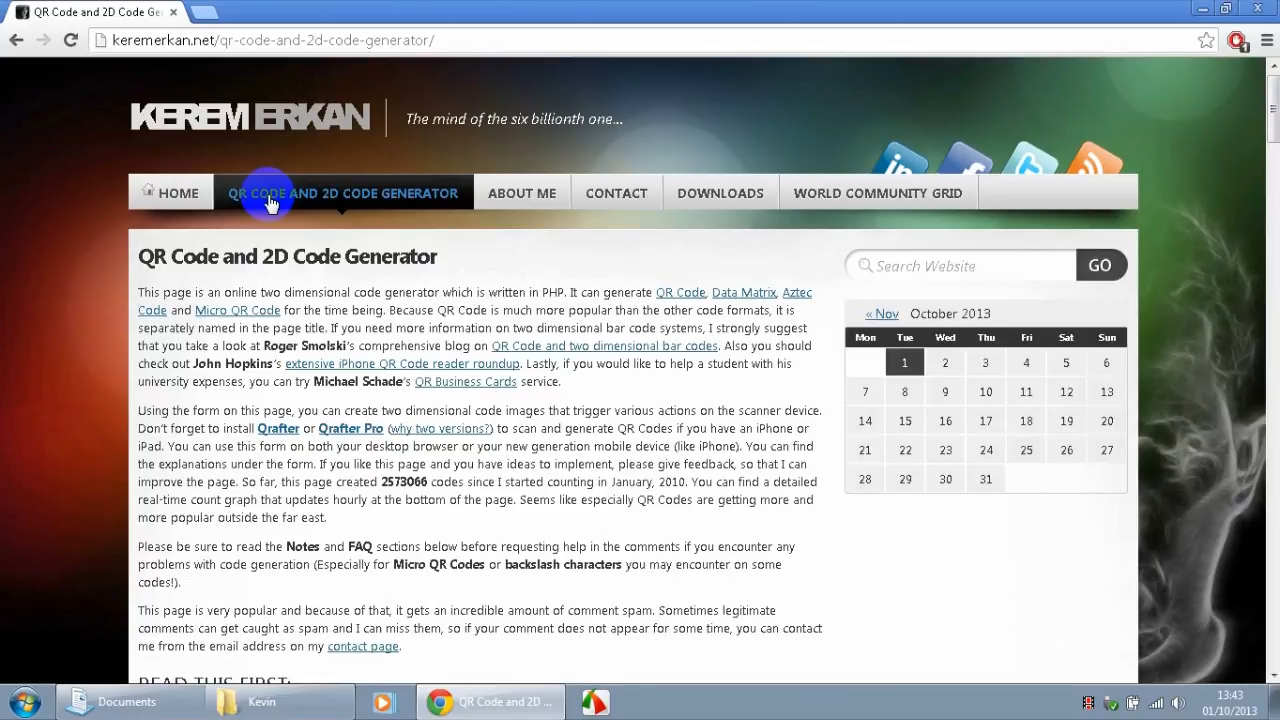 QR Code and 2D Code Ge
keremerkan.net/qr-code-and-2d-code-generator/
1
KEREM ERKAN
The mind of the six billionth one...
HOME QR CODE AND 2D CODE GENERATOR ABOUT ME CONTACT DOWNLOADS WORLD COMMUNITY GRID
QR Code and 2D Code Generator
This page is an online two dimensional code generator which is written in PHP. It can generate QR Code, Data Matrix, Aztec
Code and Micro QR Code for the time being. Because QR Code is much more popular than the other code formats, it is
separately named in the page title. If you need more information on two dimensional bar code systems, I strongly suggest
that you take a look at Roger Smolski's comprehensive blog on QR Code and two dimensional bar codes. Also you should
check out John Hopkins's extensive iPhone QR Code reader roundup. Lastly, if you would like to help a student with his
university expenses, you can try Michael Schade's QR Business Cards service.
Using the form on this page, you can create two dimensional code images that trigger various actions on the scanner device.
Don't forget to install Qrafter or Qrafter Pro (why two versions?) to scan and generate QR Codes if you have an iPhone or
iPad. You can use this form on both your desktop browser or your new generation mobile device (like iPhone). You can find
the explanations under the form. If you like this page and you have ideas to implement, please give feedback, so that I can
improve the page. So far, this page created 2573066 codes since I started counting in January, 2010. You can find a detailed
real-time count graph that updates hourly at the bottom of the page. Seems like especially QR Codes are getting more and
more popular outside the far east.
Please be sure to read the Notes and FAQ sections below before requesting help in the comments if you encounter any
problems with code generation (Especially for Micro QR Codes or backslash characters you may encounter on some
codes!).
This page is very popular and because of that, it gets an incredible amount of comment spam. Sometimes legitimate
comments can get caught as spam and I can miss them, so if your comment does not appear for some time, you can contact
me from the email address on my contact page.
READ THIS FIRST:
Search Website GO
« Nov October 2013
Mon Tue Wed Thu Fri Sat Sun
1 2 3 4 5 6
7 8 9 10 11 12 13
14 15 16 17 18 19 20
21 22 23 24 25 26 27
28 29 30 31
Documents Kevin QR Code and 2D ...
13:43
01/10/2013